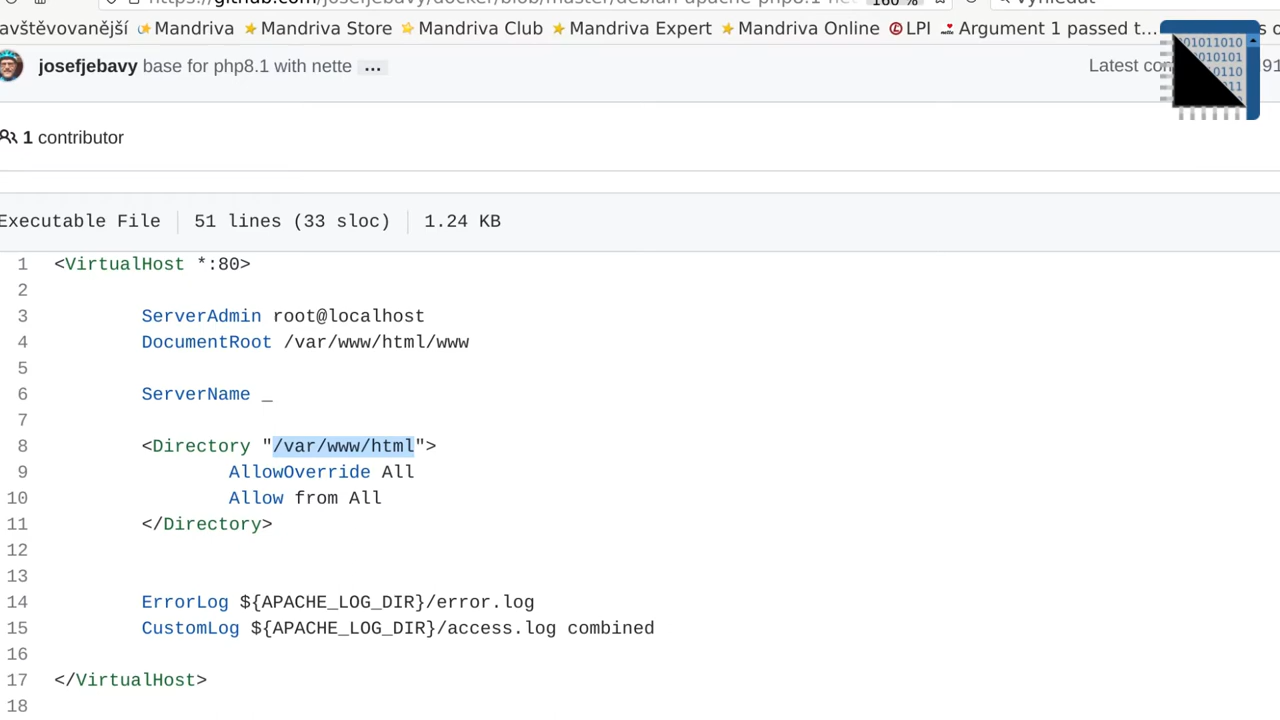 avštěvovanější Mandriva Mandriva Store Mandriva Club Mandriva Expert Mandriva Online LPI Argument 1 passed t...
josefjebavy base for php8.1 with nette ...
Latest con 91
1 contributor
Executable File 51 lines (33 sloc) 1.24 KB
1 <VirtualHost *:80>
2
3 ServerAdmin root@localhost
4 DocumentRoot /var/www/html/www
5
6 ServerName _
7
8 <Directory "/var/www/html">
9 AllowOverride All
10 Allow from All
11 </Directory>
12
13
14 ErrorLog ${APACHE_LOG_DIR}/error.log
15 CustomLog ${APACHE_LOG_DIR}/access.log combined
16
17 </VirtualHost>
18